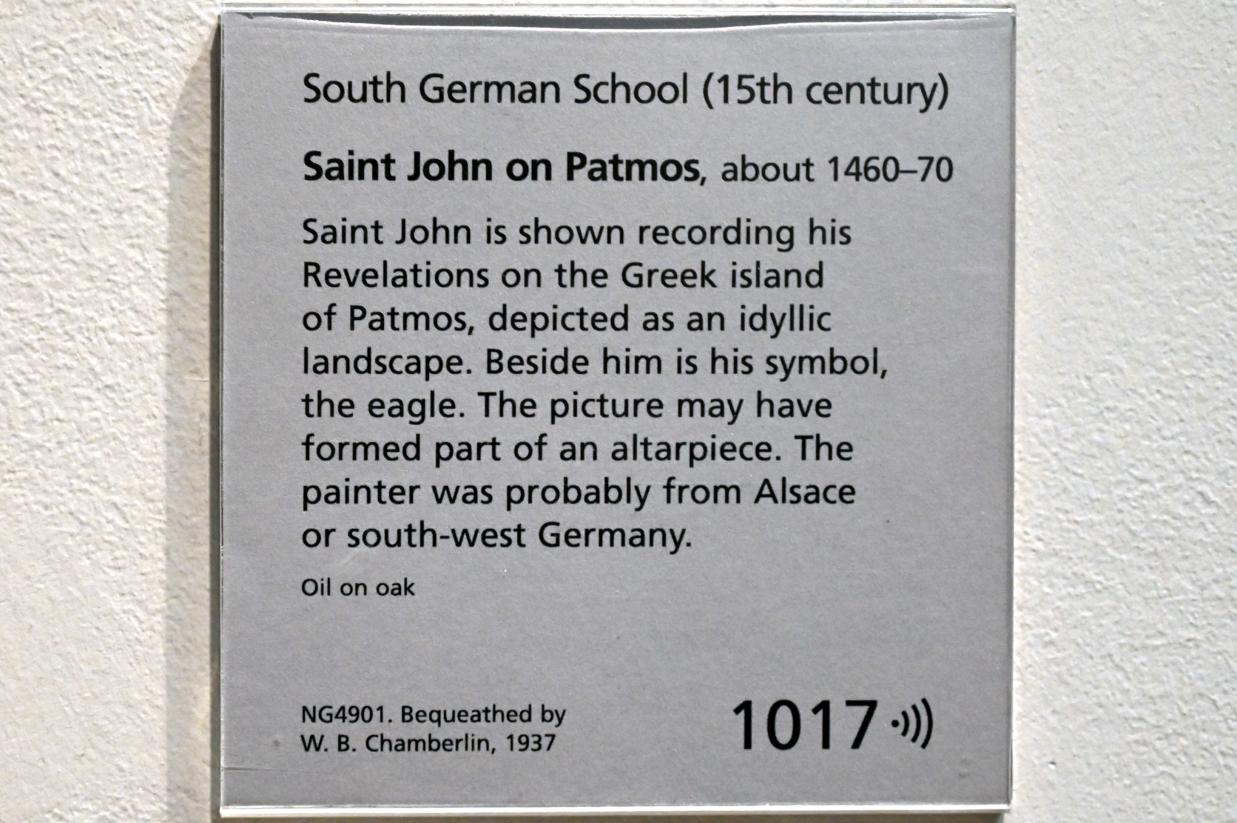 South German School (15th century)
Saint John on Patmos, about 1460–70
Saint John is shown recording his
Revelations on the Greek island
of Patmos, depicted as an idyllic
landscape. Beside him is his symbol,
the eagle. The picture may have
formed part of an altarpiece. The
painter was probably from Alsace
or south-west Germany.
Oil on oak
NG4901. Bequeathed by
W. B. Chamberlin, 1937
1017